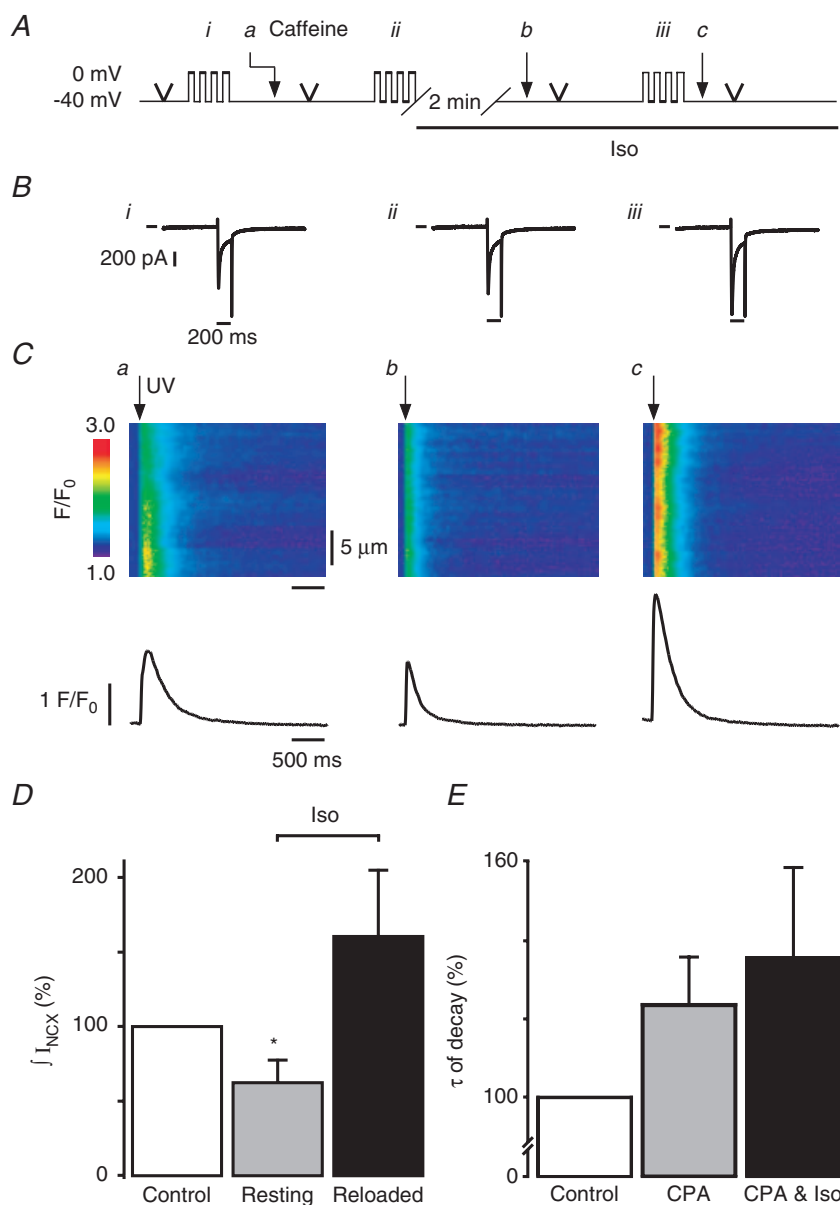 A
i a Caffeine ii b iii c
0 mV
-40 mV
2 min
Iso
B
i ii iii
200 pA
200 ms
C
a b c
UV
3.0
F/F0
1.0
5 μm
1 F/F0
500 ms
D
Iso
200
100
0
∫ INCX (%)
*
Control Resting Reloaded
E
160
100
0
τ of decay (%)
Control CPA CPA & Iso